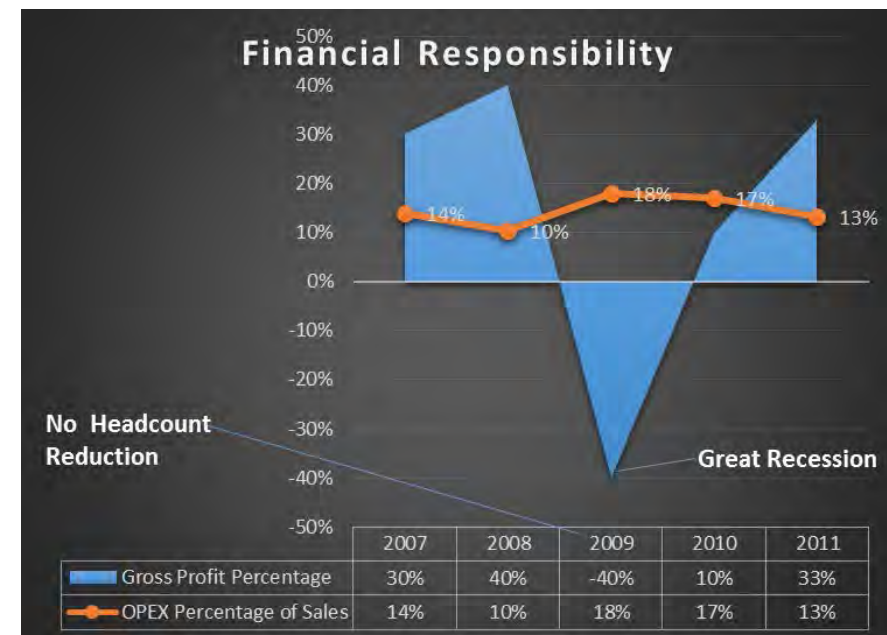 50%
Financial Responsibility
40%
30%
20%
10%
0%
-10%
-20%
-30%
-40%
-50%
14%
10%
18%
17%
13%
No Headcount
Reduction
Great Recession
2007 2008 2009 2010 2011
Gross Profit Percentage 30% 40% -40% 10% 33%
OPEX Percentage of Sales 14% 10% 18% 17% 13%